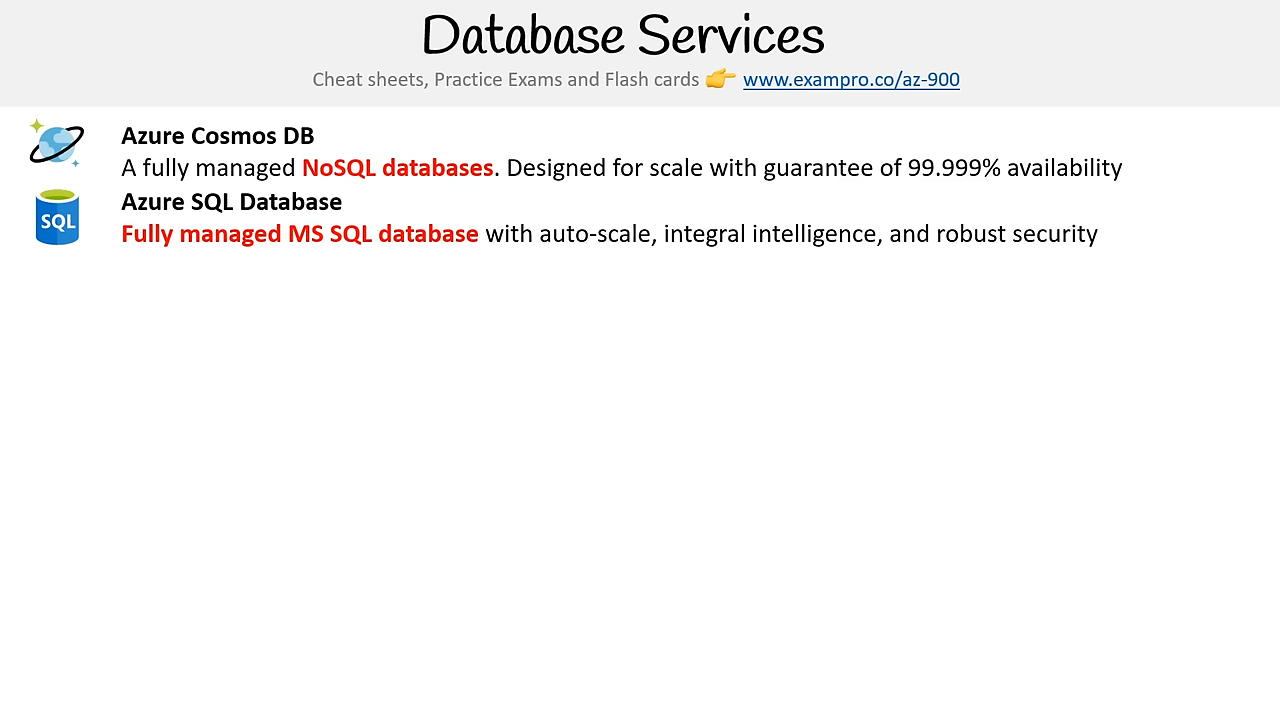 Database Services
Cheat sheets, Practice Exams and Flash cards 👉 www.exampro.co/az-900
Azure Cosmos DB
A fully managed NoSQL databases. Designed for scale with guarantee of 99.999% availability
Azure SQL Database
SQL
Fully managed MS SQL database with auto-scale, integral intelligence, and robust security